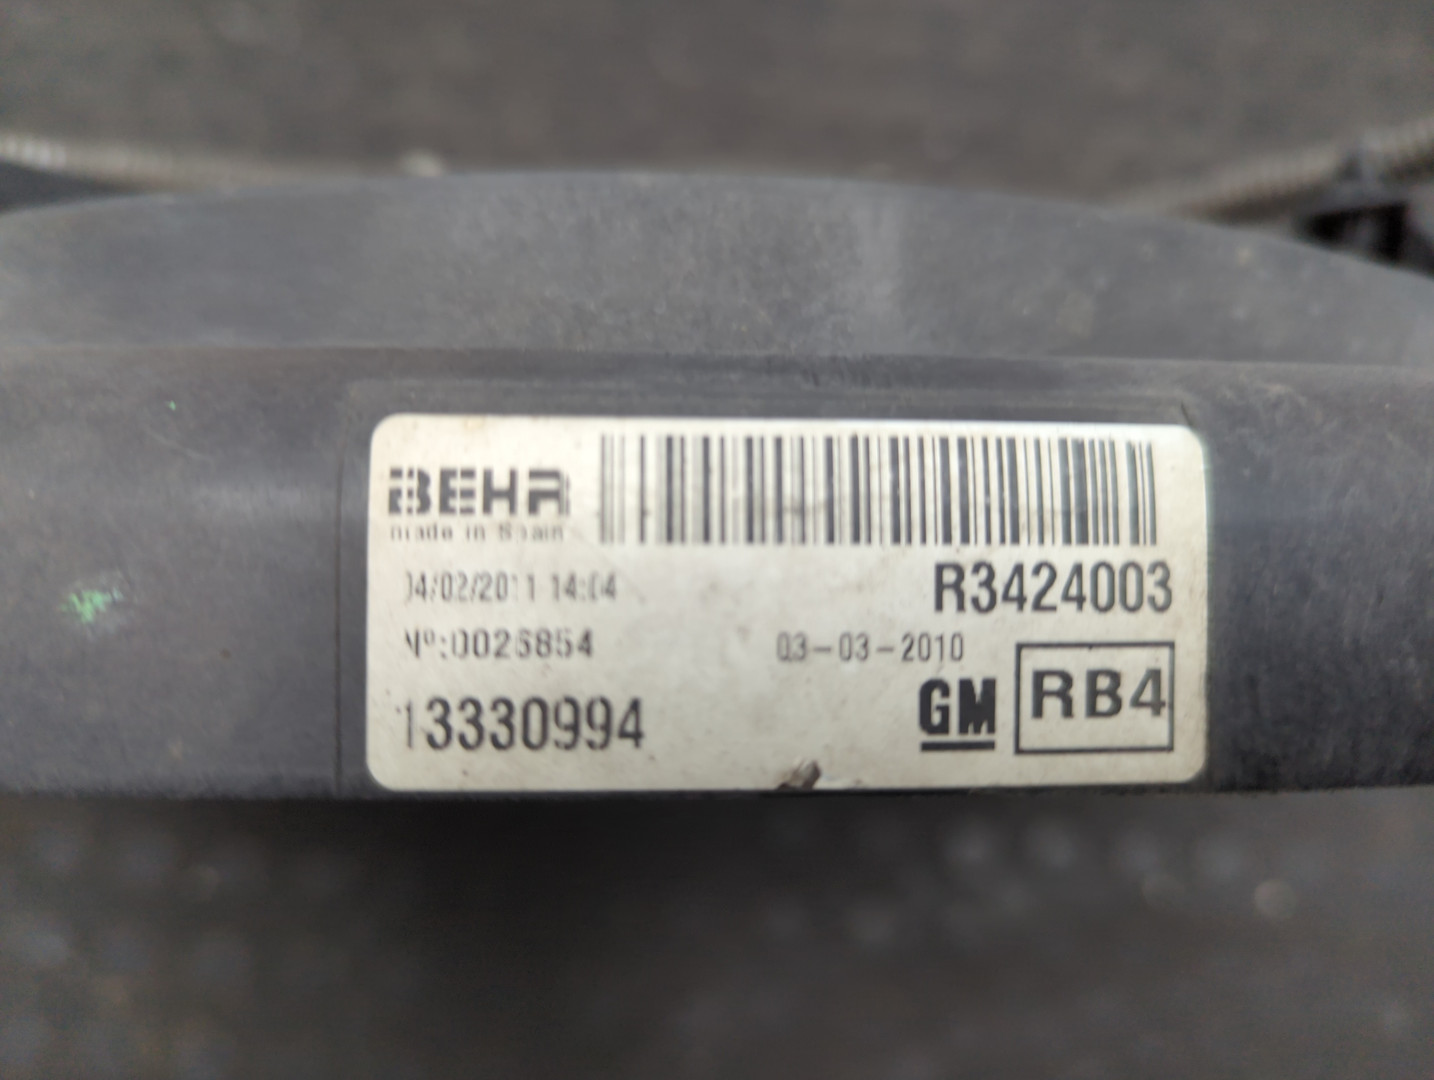 BEHR
made in Spain
R3424003
04/02/2011 14:04
Nº:0026854
03-03-2010
13330994
GM
RB4